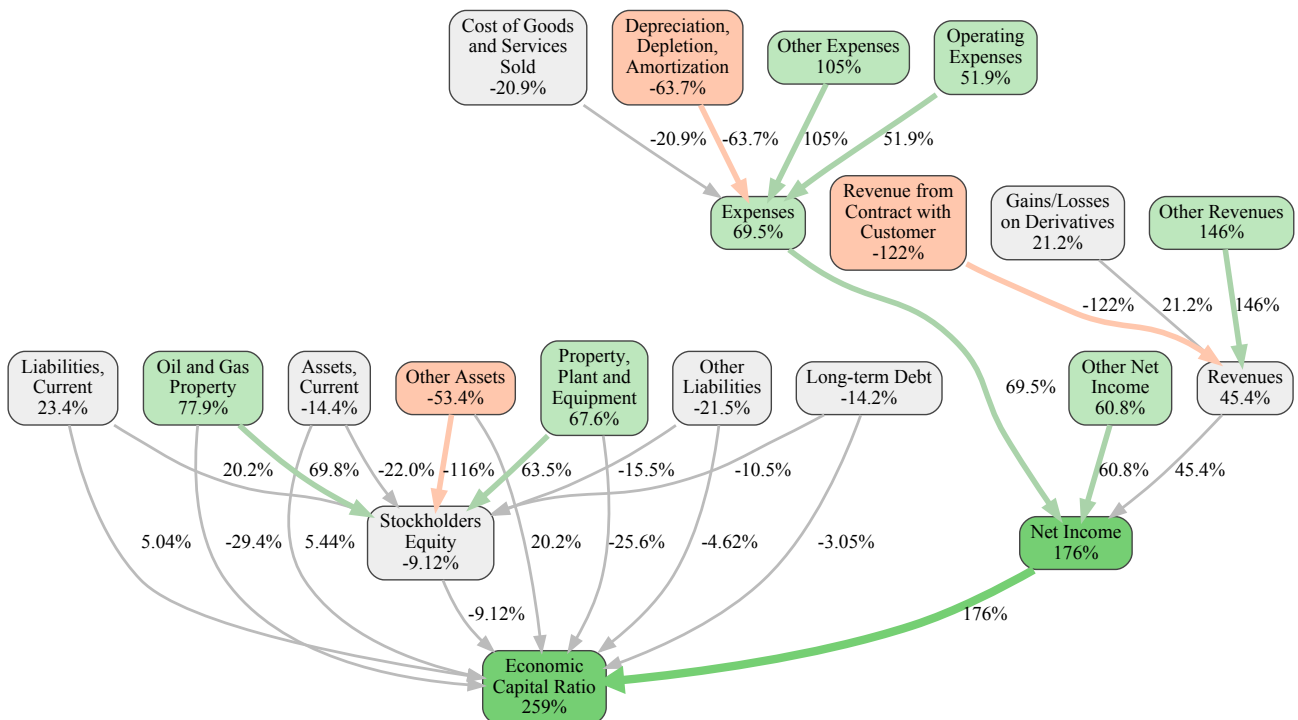 Cost of Goods
and Services
Sold
-20.9%
Depreciation,
Depletion,
Amortization
-63.7%
Other Expenses
105%
Operating
Expenses
51.9%
-20.9%
-63.7%
105%
51.9%
Expenses
69.5%
Revenue from
Contract with
Customer
-122%
Gains/Losses
on Derivatives
21.2%
Other Revenues
146%
-122%
21.2%
146%
Liabilities,
Current
23.4%
Oil and Gas
Property
77.9%
Assets,
Current
-14.4%
Other Assets
-53.4%
Property,
Plant and
Equipment
67.6%
Other
Liabilities
-21.5%
Long-term Debt
-14.2%
69.5%
Other Net
Income
60.8%
Revenues
45.4%
20.2%
69.8%
-22.0%
-116%
63.5%
-15.5%
-10.5%
60.8%
45.4%
Stockholders
Equity
-9.12%
Net Income
176%
5.04%
-29.4%
5.44%
20.2%
-25.6%
-4.62%
-3.05%
-9.12%
176%
Economic
Capital Ratio
259%